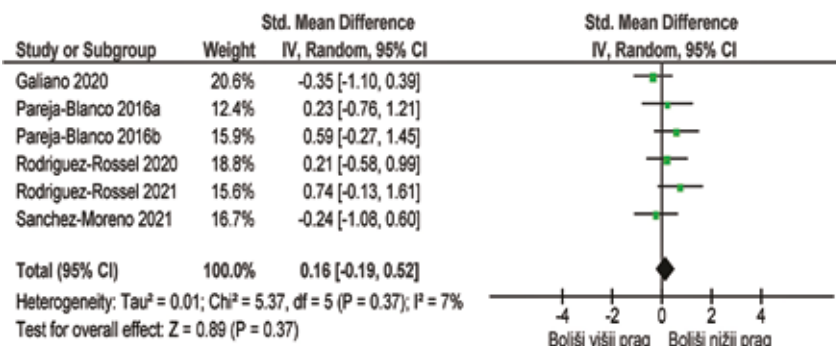 Std. Mean Difference Std. Mean Difference
Study or Subgroup Weight IV, Random, 95% CI IV, Random, 95% CI
Galiano 2020 20.6% -0.35 [-1.10, 0.39]
Pareja-Blanco 2016a 12.4% 0.23 [-0.76, 1.21]
Pareja-Blanco 2016b 15.9% 0.59 [-0.27, 1.45]
Rodriguez-Rossel 2020 18.8% 0.21 [-0.58, 0.99]
Rodriguez-Rossel 2021 15.6% 0.74 [-0.13, 1.61]
Sanchez-Moreno 2021 16.7% -0.24 [-1.08, 0.60]
Total (95% CI) 100.0% 0.16 [-0.19, 0.52]
Heterogeneity: Tau² = 0.01; Chi² = 5.37, df = 5 (P = 0.37); I² = 7%
Test for overall effect: Z = 0.89 (P = 0.37)
-4 -2 0 2 4
Boljši višji prag Boljši nižji prag